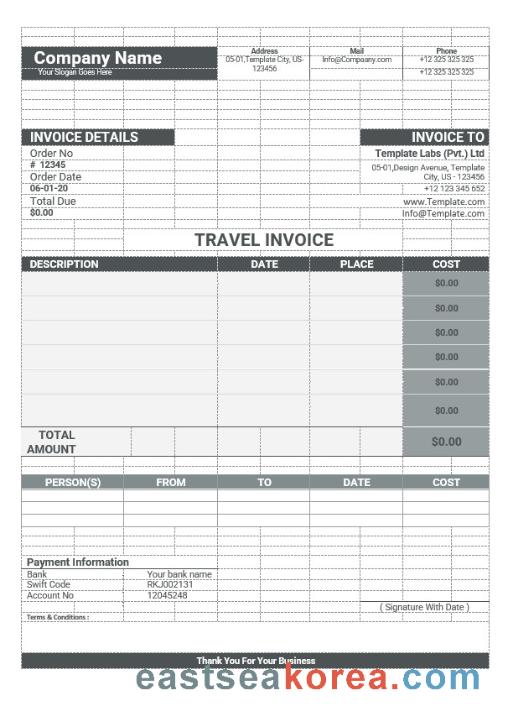 Company Name
Your Slogan Goes Here
Address
05-01,Template City, US-
123456
Mail
Info@Compoany.com
Phone
+12 325 325 325
+12 325 325 325
INVOICE DETAILS
Order No
# 12345
Order Date
06-01-20
Total Due
$0.00
INVOICE TO
Template Labs (Pvt.) Ltd
05-01,Design Avenue, Template
City, US - 123456
+12 123 345 652
www.Template.com
Info@Template.com
TRAVEL INVOICE
DESCRIPTION DATE PLACE COST
$0.00
$0.00
$0.00
$0.00
$0.00
$0.00
TOTAL
AMOUNT
$0.00
PERSON(S) FROM TO DATE COST
Payment Information
Bank Your bank name
Swift Code RKJ002131
Account No 12045248
( Signature With Date )
Terms & Conditions :
Thank You For Your Business
eastseakorea.com